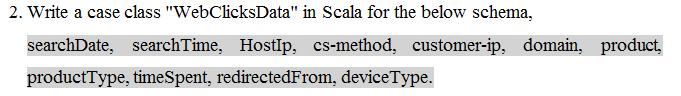 2. Write a case class "WebClicksData" in Scala for the below schema,
searchDate, searchTime, HostIp, cs-method, customer-ip, domain, product,
productType, timeSpent, redirectedFrom, deviceType.